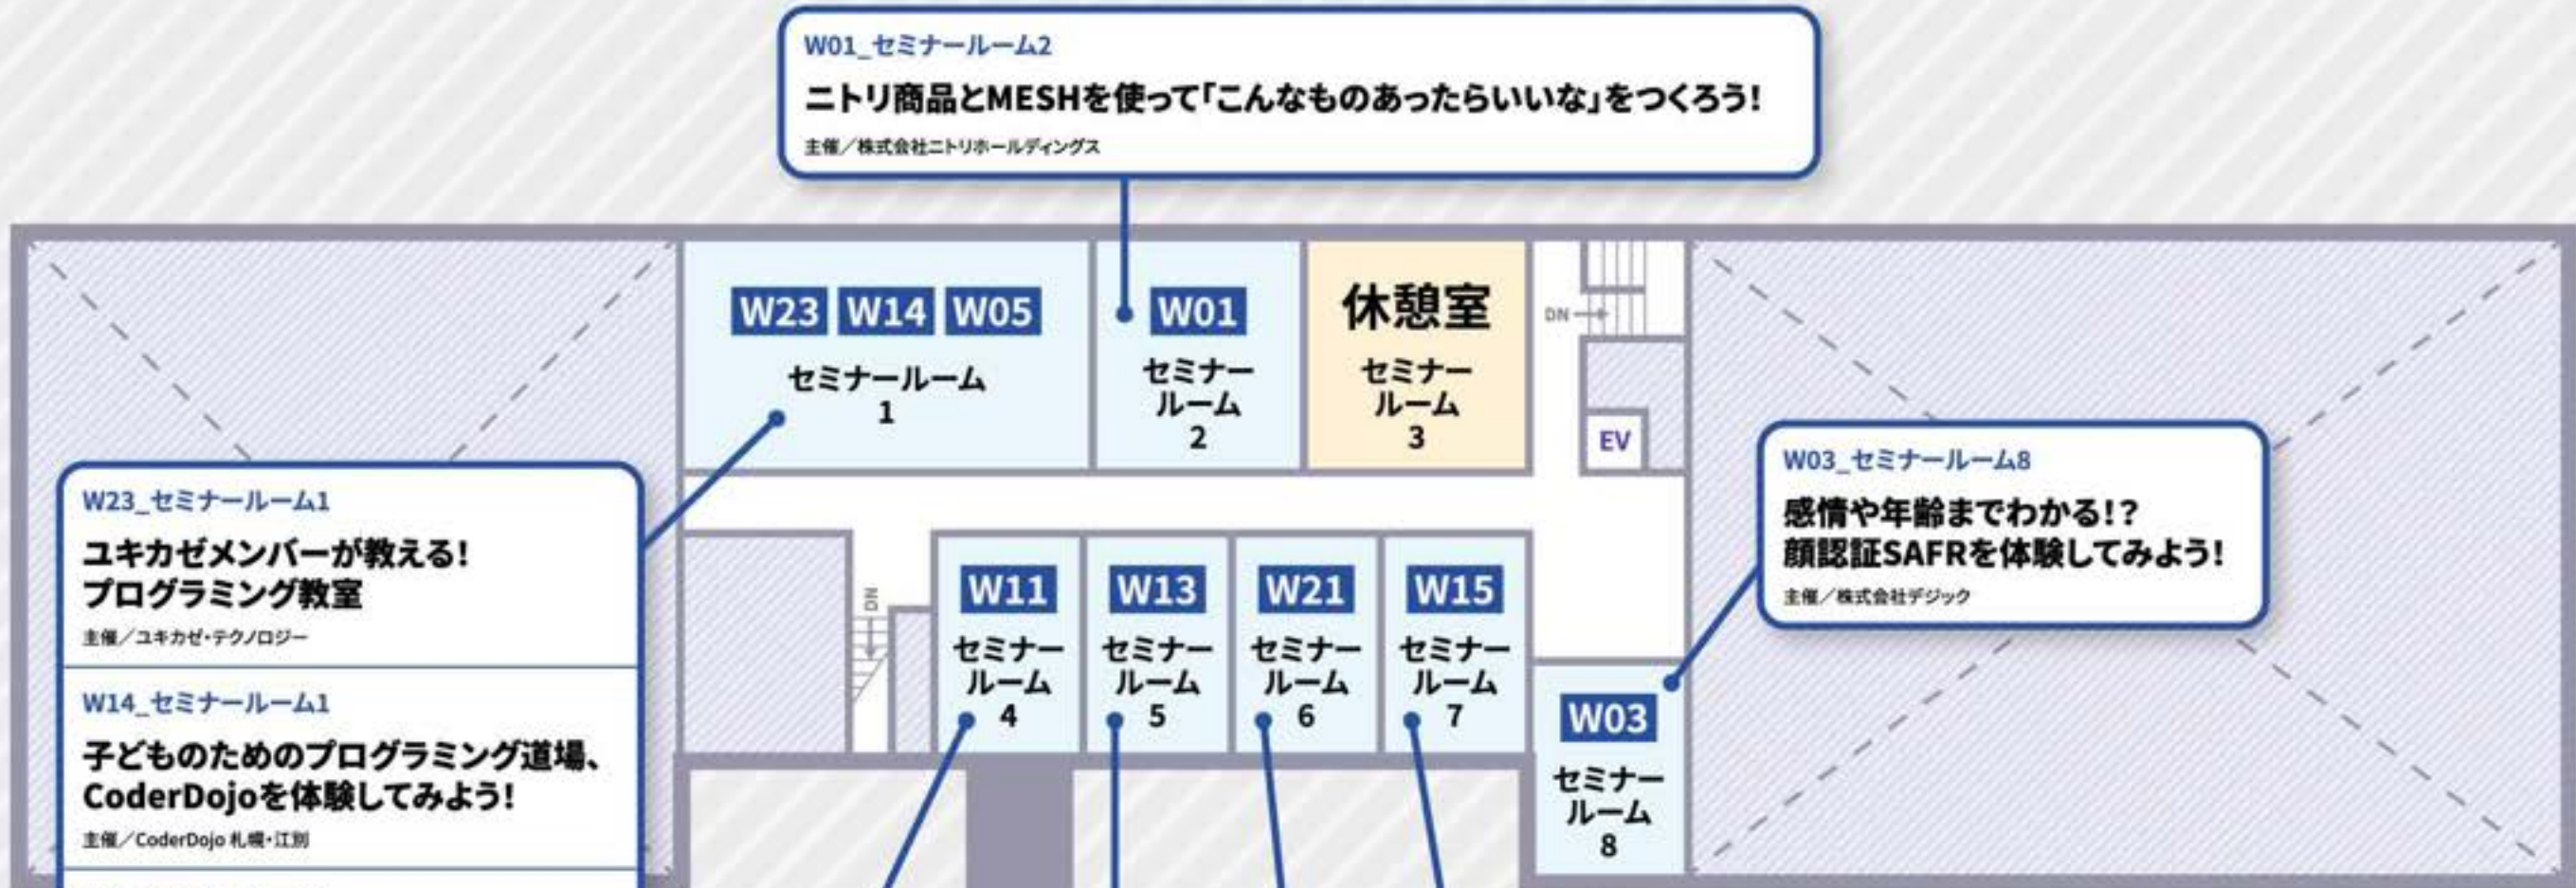 W01_セミナールーム2
ニトリ商品とMESHを使って「こんなものあったらいいな」をつくろう!
主催／株式会社ニトリホールディングス
W23 W14 W05
セミナールーム
1
W01
セミナー
ルーム
2
休憩室
セミナー
ルーム
3
DN
EV
W03_セミナールーム8
感情や年齢までわかる!?
顔認証SAFRを体験してみよう!
主催／株式会社デジック
W23_セミナールーム1
ユキカゼメンバーが教える!
プログラミング教室
主催／ユキカゼ・テクノロジー
W14_セミナールーム1
子どものためのプログラミング道場、
CoderDojoを体験してみよう!
主催／CoderDojo 札幌・江別
DN
W11
セミナー
ルーム
4
W13
セミナー
ルーム
5
W21
セミナー
ルーム
6
W15
セミナー
ルーム
7
W03
セミナー
ルーム
8